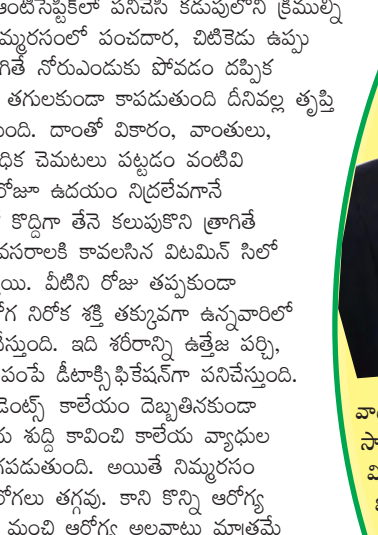 ఆంటిసెప్టిక్‌లా పనిచేసి కడుపులోని క్రిముల్ని
మ్మరసంలో పంచదార, చిటికెడు ఉప్పు
గితే నోరుఎండుకు పోవడం దప్పిక
తగులకుండా కాపడుతుంది దీనివల్ల తృప్తి
ుంది. దాంతో వికారం, వాంతులు,
ధిక చెమటలు పట్టడం వంటివి
రోజూ ఉదయం నిద్రలేవగానే
కొద్దిగా తేనె కలుపుకొని త్రాగితే
వసరాలకి కావలసిన విటమిన్ సిలో
యి. వీటిని రోజు తప్పకుండా
ోగ నిరోక శక్తి తక్కువగా ఉన్నవారిలో
స్తుంది. ఇది శరీరాన్ని ఉత్తేజ పర్చి,
పంపే డీటాక్సిఫికేషన్‌గా పనిచేస్తుంది.
డెంట్స్ కాలేయం దెబ్బతినకుండా
శుద్ది కావించి కాలేయ వ్యాధుల
పడుతుంది. అయితే నిమ్మరసం
ోగలు తగ్గవు. కాని కొన్ని ఆరోగ్య
మంచి ఆరోగ్య అలవాటు మాత్రమే